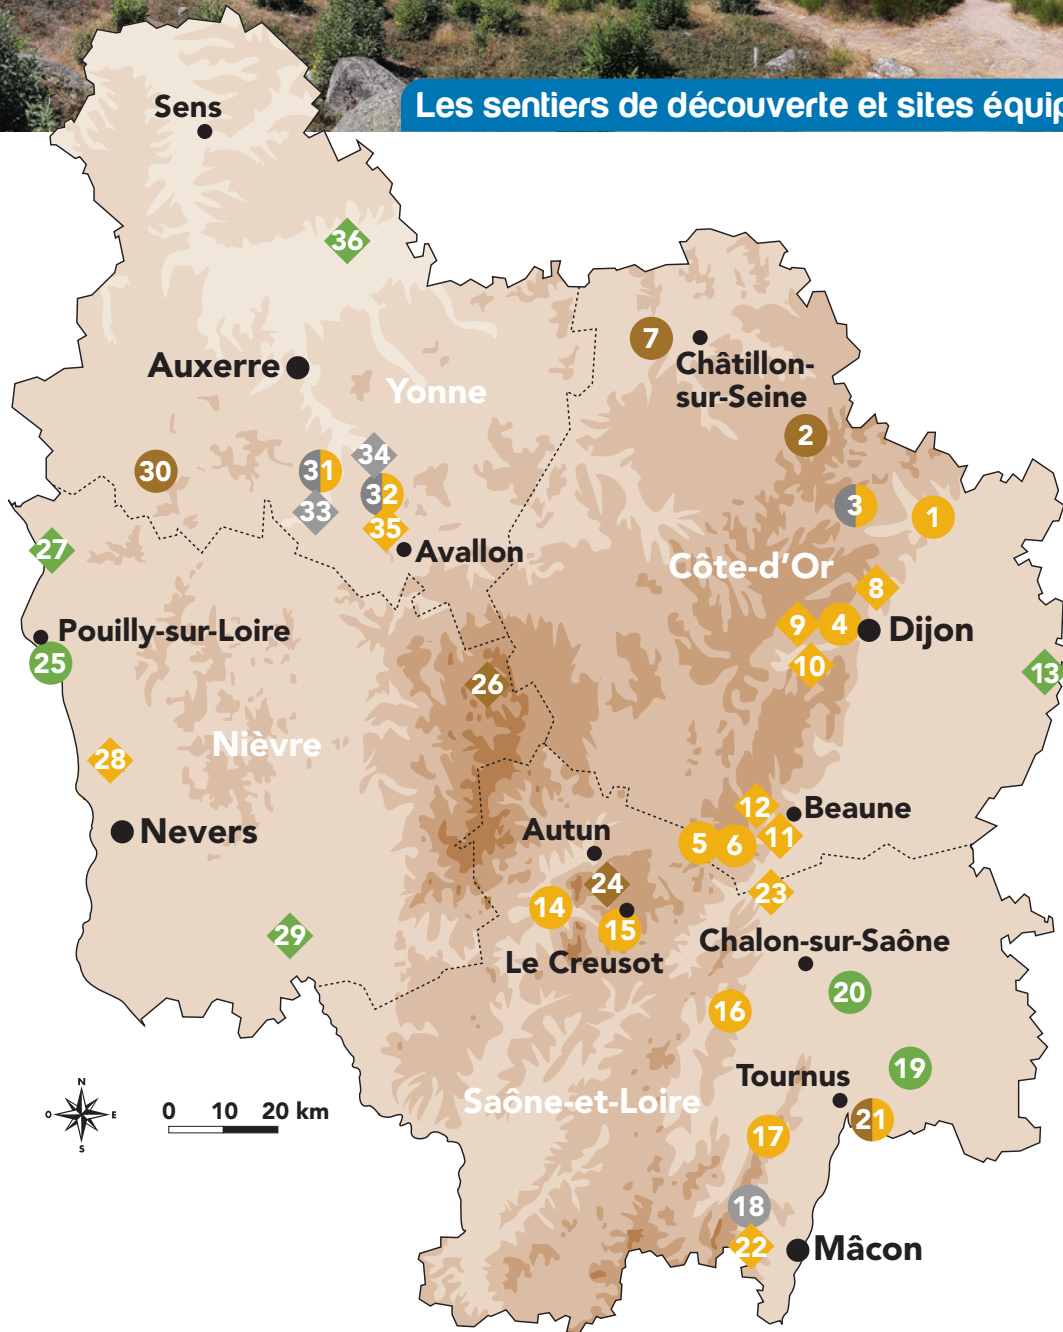 Les sentiers de découverte et sites équip
Sens
36
7
Châtillon-
sur-Seine
Auxerre
Yonne
2
34
30
31
32
3
1
33
35
27
Avallon
Côte-d'Or
8
Pouilly-sur-Loire
9
4
Dijon
25
10
13
26
Nièvre
28
12
Beaune
Nevers
Autun
5
6
11
24
23
14
15
29
Chalon-sur-Saône
Le Creusot
20
16
19
Tournus
N
O
E
S
0 10 20 km
Saône-et-Loire
21
17
18
22
Mâcon